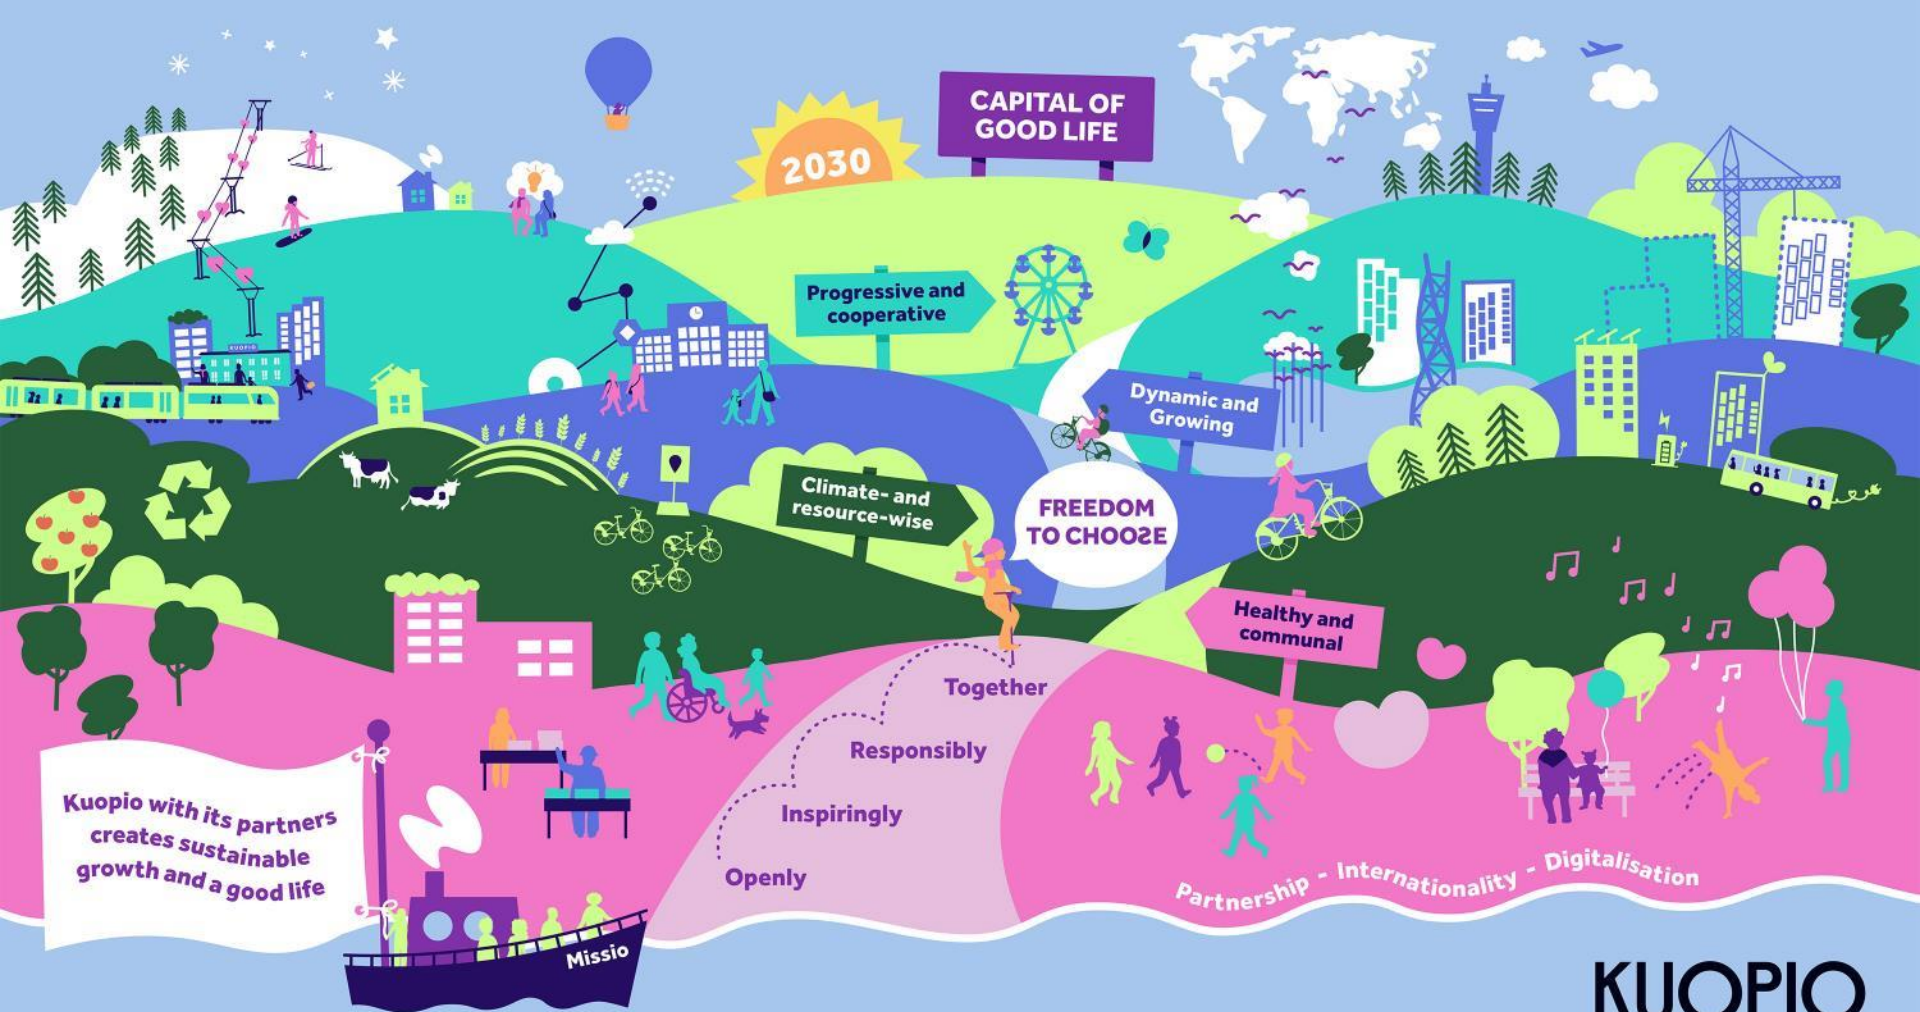 CAPITAL OF
GOOD LIFE
2030
Progressive and
cooperative
Dynamic and
Growing
KUOPIO
Climate- and
resource-wise
FREEDOM
TO CHOOSE
Healthy and
communal
Together
Responsibly
Inspiringly
Openly
Kuopio with its partners
creates sustainable
growth and a good life
Missio
Partnership - Internationality - Digitalisation
KUOPIO